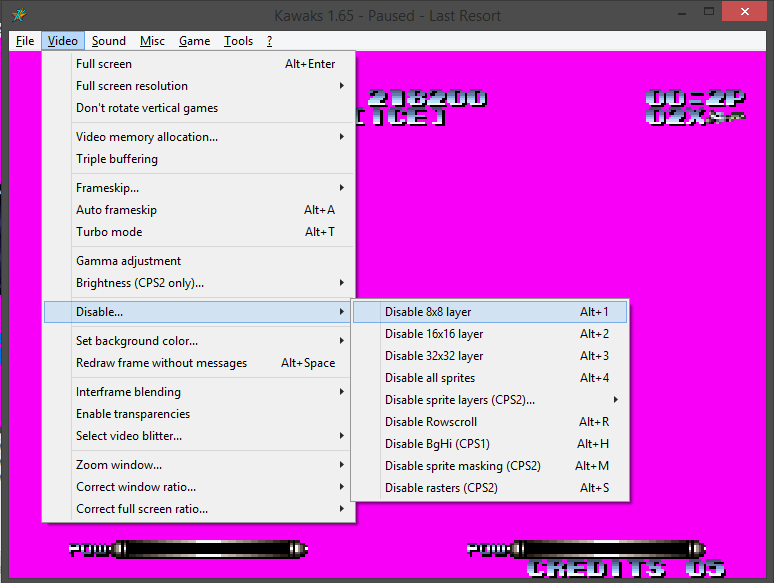 Kawaks 1.65 - Paused - Last Resort
File Video Sound Misc Game Tools ?
Full screen Alt+Enter
Full screen resolution
Don't rotate vertical games
Video memory allocation...
Triple buffering
Frameskip...
Auto frameskip Alt+A
Turbo mode Alt+T
Gamma adjustment
Brightness (CPS2 only)...
Disable...
Set background color...
Redraw frame without messages Alt+Space
Interframe blending
Enable transparencies
Select video blitter...
Zoom window...
Correct window ratio...
Correct full screen ratio...
Disable 8x8 layer Alt+1
Disable 16x16 layer Alt+2
Disable 32x32 layer Alt+3
Disable all sprites Alt+4
Disable sprite layers (CPS2)...
Disable Rowscroll Alt+R
Disable BgHi (CPS1) Alt+H
Disable sprite masking (CPS2) Alt+M
Disable rasters (CPS2) Alt+S
218200 00=2P
02X
POW POW
CREDITS 05